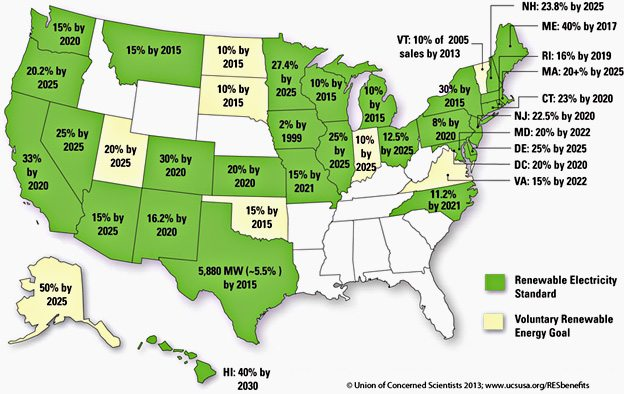 NH: 23.8% by 2025
ME: 40% by 2017
VT: 10% of 2005
sales by 2013
RI: 16% by 2019
MA: 20+% by 2025
CT: 23% by 2020
NJ: 22.5% by 2020
MD: 20% by 2022
DE: 25% by 2025
DC: 20% by 2020
VA: 15% by 2022
15% by
2020
15% by 2015
10% by
2015
27.4%
by
2025
20.2% by
2025
10% by
2015
10% by
2015
10%
by
2015
30% by
2015
8% by
2020
2% by
1999
25% by
2025
20% by
2025
33%
by
2020
30% by
2020
20% by
2020
15% by
2021
25%
by
2025
10%
by
2025
12.5%
by
2025
11.2%
by 2021
15% by
2025
16.2% by
2020
15% by
2015
5,880 MW (~5.5% )
by 2015
50% by
2025
HI: 40% by
2030
Renewable Electricity
Standard
Voluntary Renewable
Energy Goal
© Union of Concerned Scientists 2013; www.ucsusa.org/RESbenefits